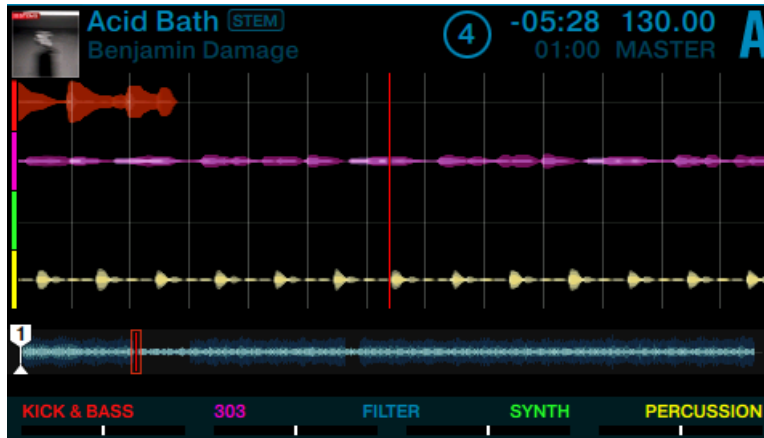 Acid Bath STEM
Benjamin Damage
4
-05:28 130.00
01:00 MASTER
A
1
KICK & BASS 303 FILTER SYNTH PERCUSSION